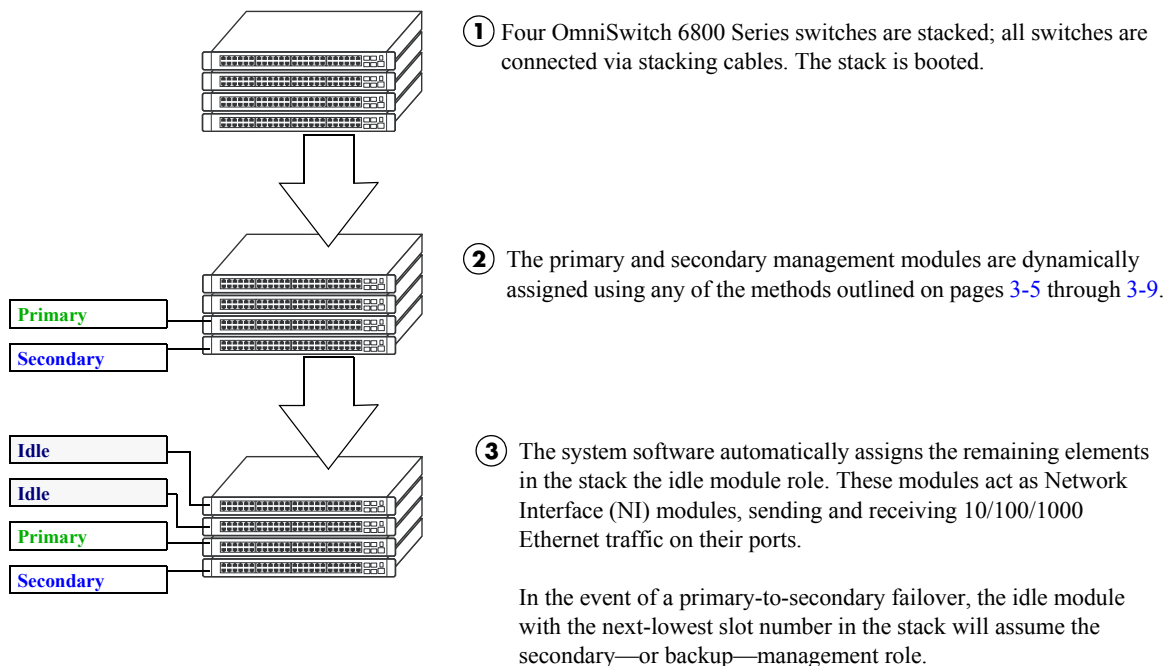 1 Four OmniSwitch 6800 Series switches are stacked; all switches are
connected via stacking cables. The stack is booted.
2 The primary and secondary management modules are dynamically
assigned using any of the methods outlined on pages 3-5 through 3-9.
Primary
Secondary
Idle
Idle
Primary
Secondary
3 The system software automatically assigns the remaining elements
in the stack the idle module role. These modules act as Network
Interface (NI) modules, sending and receiving 10/100/1000
Ethernet traffic on their ports.
In the event of a primary-to-secondary failover, the idle module
with the next-lowest slot number in the stack will assume the
secondary—or backup—management role.